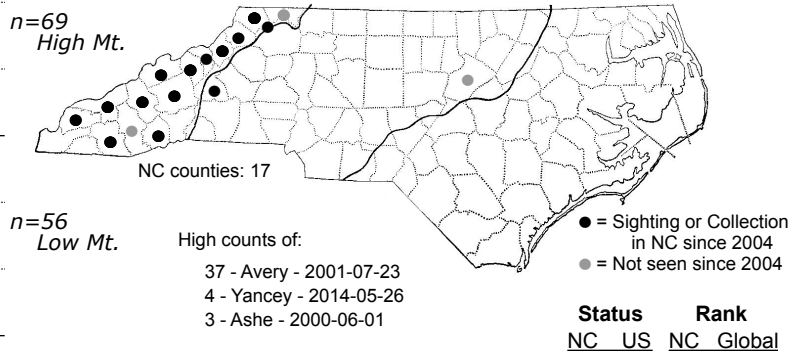 n=69
High Mt.
NC counties: 17
n=56
Low Mt.
High counts of:
37 - Avery - 2001-07-23
4 - Yancey - 2014-05-26
3 - Ashe - 2000-06-01
● = Sighting or Collection
in NC since 2004
● = Not seen since 2004
Status Rank
NC US NC Global